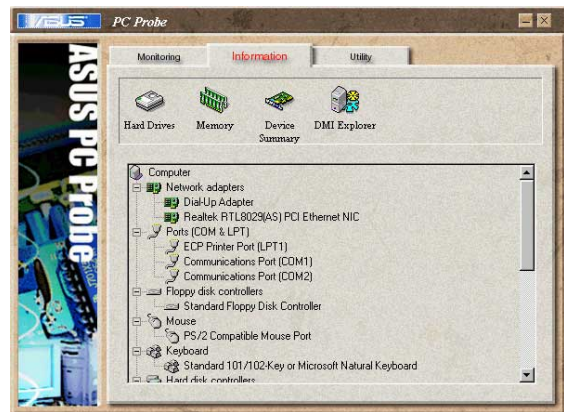 /SUS
PC Probe
ASUS PC Probe
Monitoring
Information
Utility
Hard Drives
Memory
Device
Summary
DMI Explorer
Computer
Network adapters
Dial-Up Adapter
Realtek RTL8029(AS) PCI Ethernet NIC
Ports (COM & LPT)
ECP Printer Port (LPT1)
Communications Port (COM1)
Communications Port (COM2)
Floppy disk controllers
Standard Floppy Disk Controller
Mouse
PS/2 Compatible Mouse Port
Keyboard
Standard 101/102-Key or Microsoft Natural Keyboard
Hard disk controllers